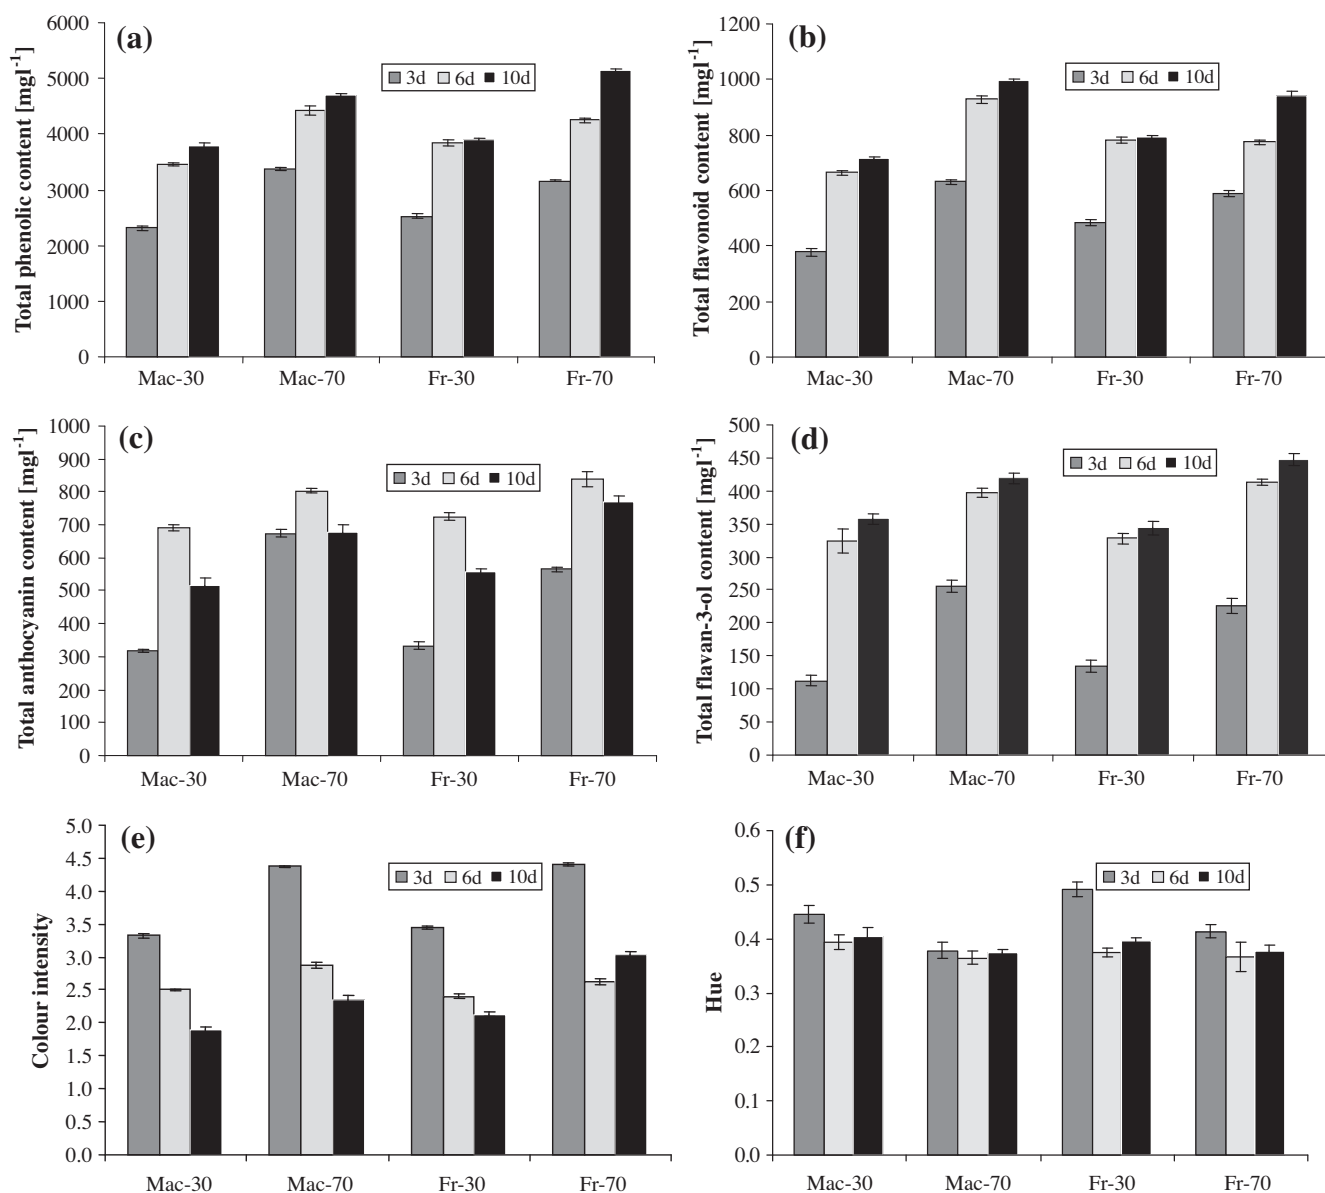 (a)
Total phenolic content [mgl-1]
6000
5000
4000
3000
2000
1000
0
3d 6d 10d
Mac-30 Mac-70 Fr-30 Fr-70
(b)
Total flavonoid content [mgl-1]
1200
1000
800
600
400
200
0
3d 6d 10d
Mac-30 Mac-70 Fr-30 Fr-70
(c)
Total anthocyanin content [mgl-1]
1000
900
800
700
600
500
400
300
200
100
0
3d 6d 10d
Mac-30 Mac-70 Fr-30 Fr-70
(d)
Total flavan-3-ol content [mgl-1]
500
450
400
350
300
250
200
150
100
50
0
3d 6d 10d
Mac-30 Mac-70 Fr-30 Fr-70
(e)
Colour intensity
5.0
4.5
4.0
3.5
3.0
2.5
2.0
1.5
1.0
0.5
0.0
3d 6d 10d
Mac-30 Mac-70 Fr-30 Fr-70
(f)
Hue
0.6
0.5
0.4
0.3
0.2
0.1
0.0
3d 6d 10d
Mac-30 Mac-70 Fr-30 Fr-70